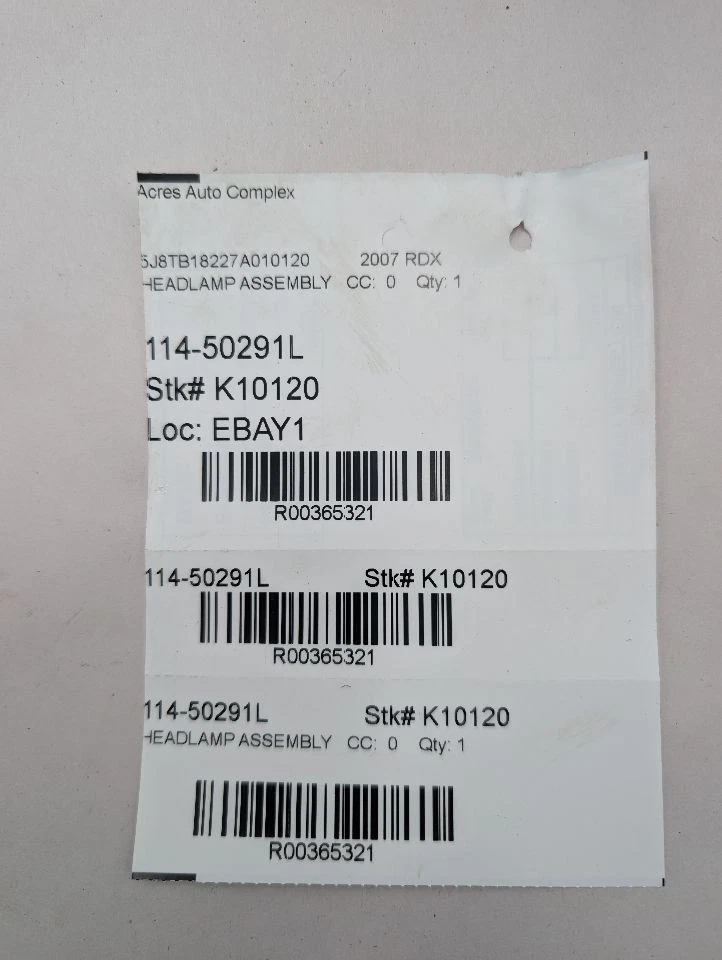 Acres Auto Complex
5J8TB18227A010120 2007 RDX
HEADLAMP ASSEMBLY CC: 0 Qty: 1
114-50291L
Stk# K10120
Loc: EBAY1
R00365321
114-50291L Stk# K10120
R00365321
114-50291L Stk# K10120
HEADLAMP ASSEMBLY CC: 0 Qty: 1
R00365321